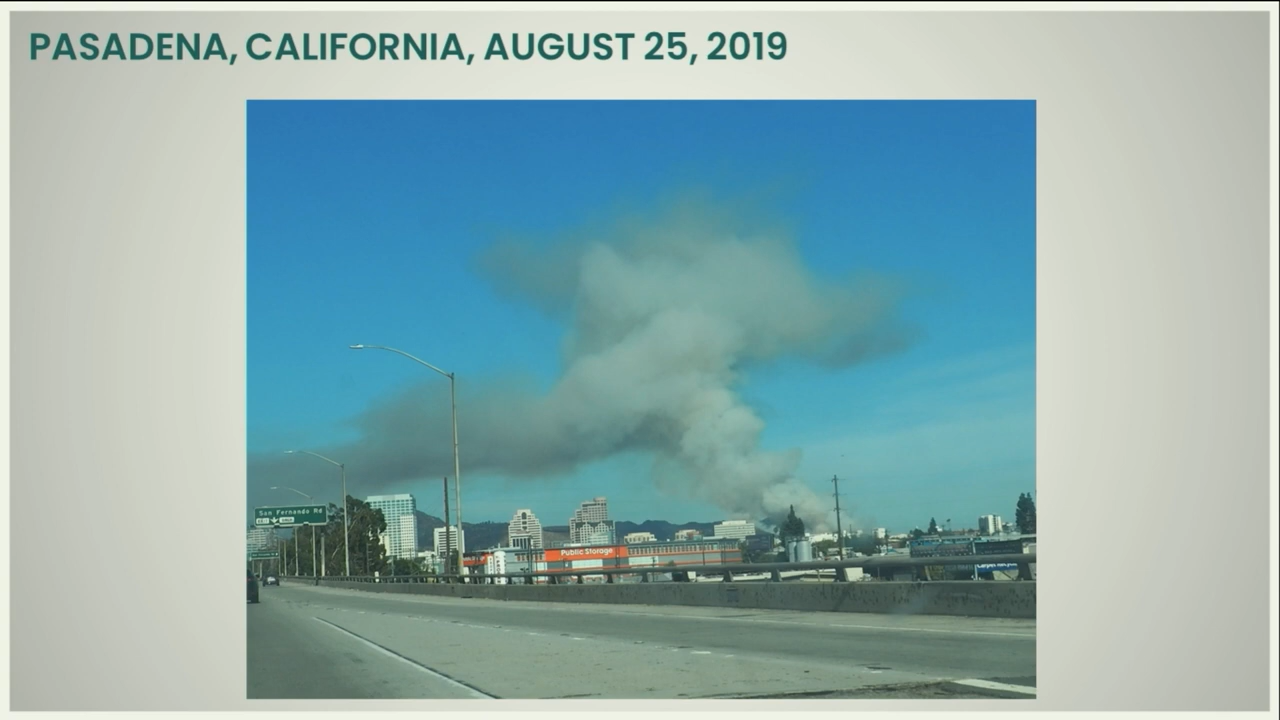 PASADENA, CALIFORNIA, AUGUST 25, 2019
San Fernando Rd
Public Storage